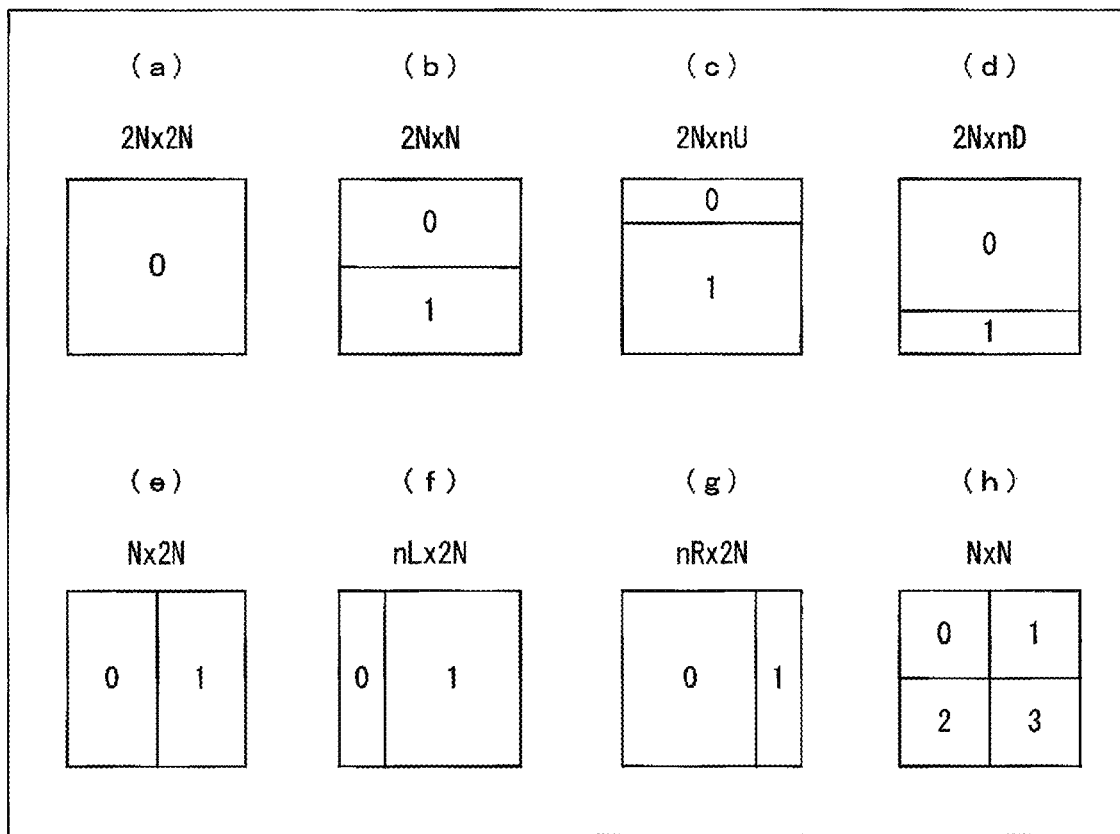 (a) (b) (c) (d)
2Nx2N 2NxN 2NxnU 2NxnD
0 0 0 0
1 1 1
(e) (f) (g) (h)
Nx2N nLx2N nRx2N NxN
0 1 0 1 0 1 0 1
2 3